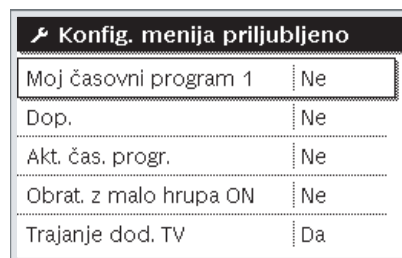 Konfig. menija priljubljeno
Moj časovni program 1 Ne
Dop. Ne
Akt. čas. progr. Ne
Obrat. z malo hrupa ON Ne
Trajanje dod. TV Da